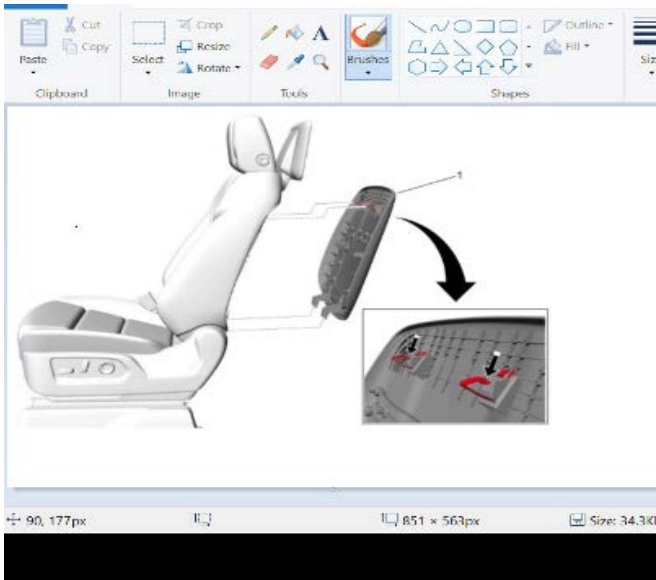 Cut
Copy
Paste
Clipboard
Crop
Resize
Select
Rotate
Image
A
Tools
Brushes
Outline
Fill
Shapes
Siz
1
90, 177px
851 × 563px
Size: 34.3K